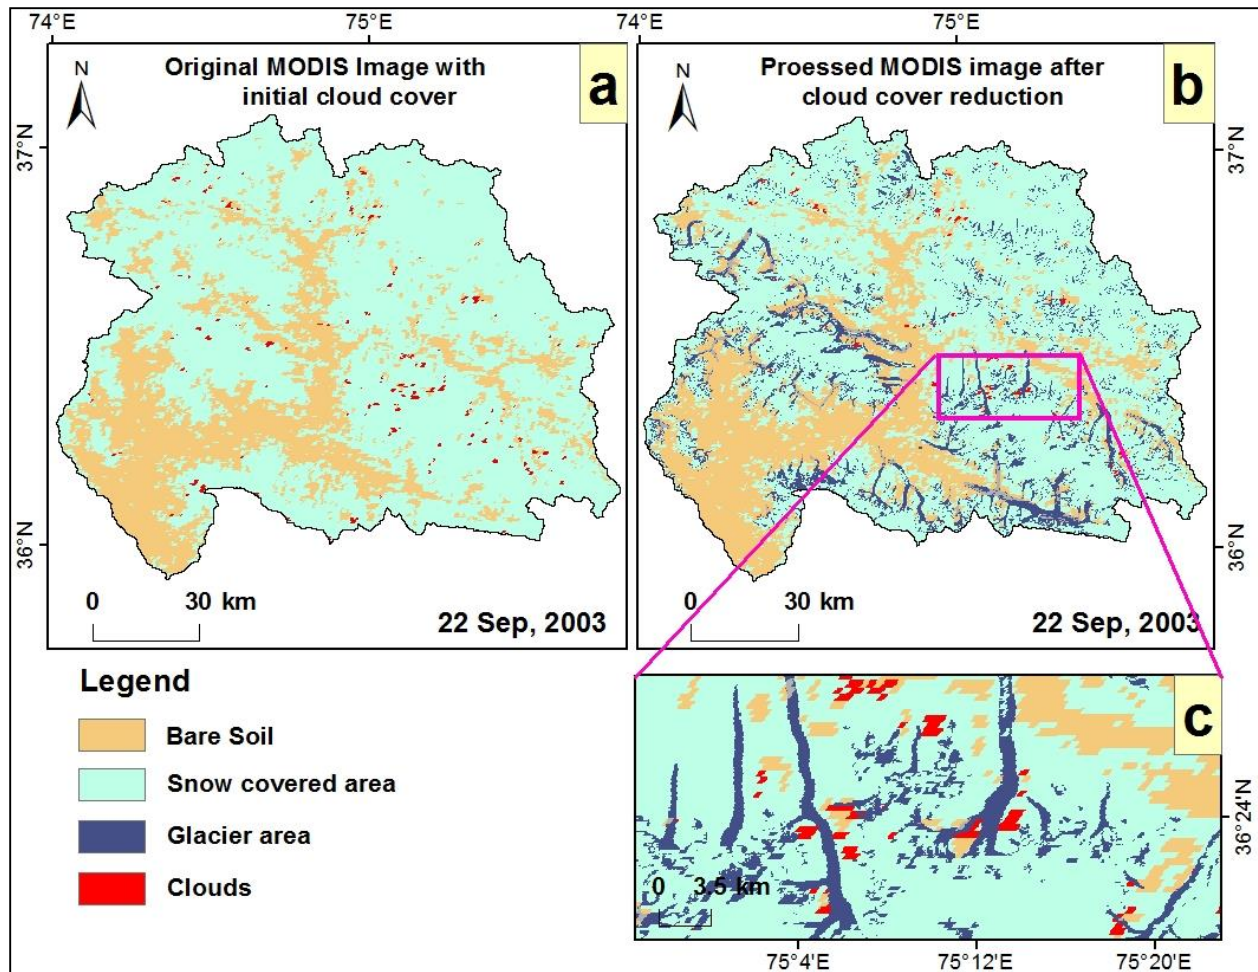 74°E
75°E
74°E
75°E
37°N
36°N
N
Original MODIS Image with
initial cloud cover
a
0 30 km
22 Sep, 2003
N
Proessed MODIS image after
cloud cover reduction
b
37°N
36°N
0 30 km
22 Sep, 2003
Legend
Bare Soil
Snow covered area
Glacier area
Clouds
c
0 3.5 km
36°24'N
75°4'E
75°12'E
75°20'E